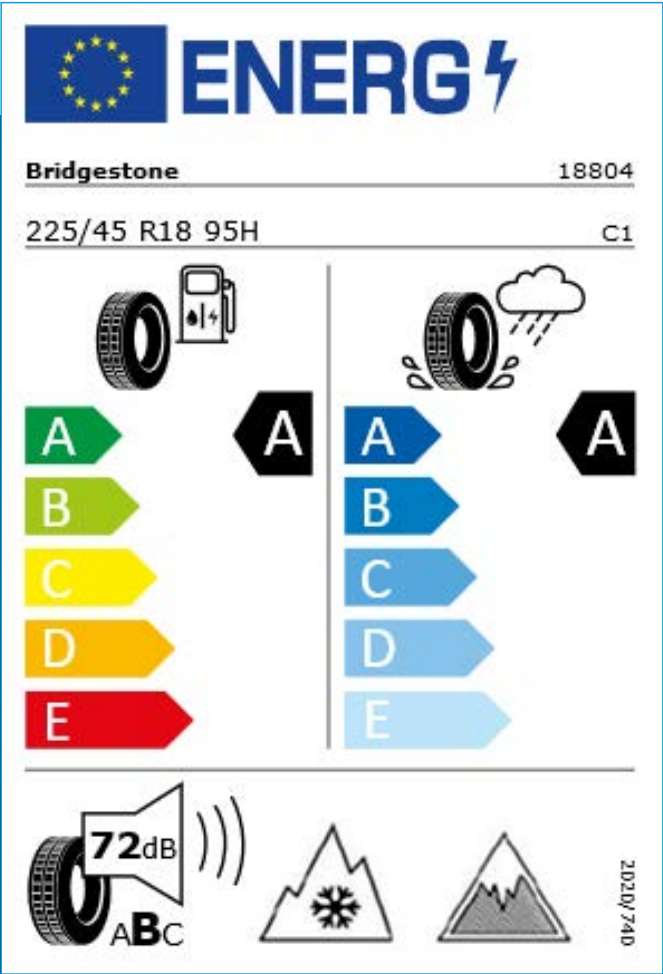 ENERG
Bridgestone 18804
225/45 R18 95H C1
A A A A
B B
C C
D D
E E
72dB
ABC
2020/740